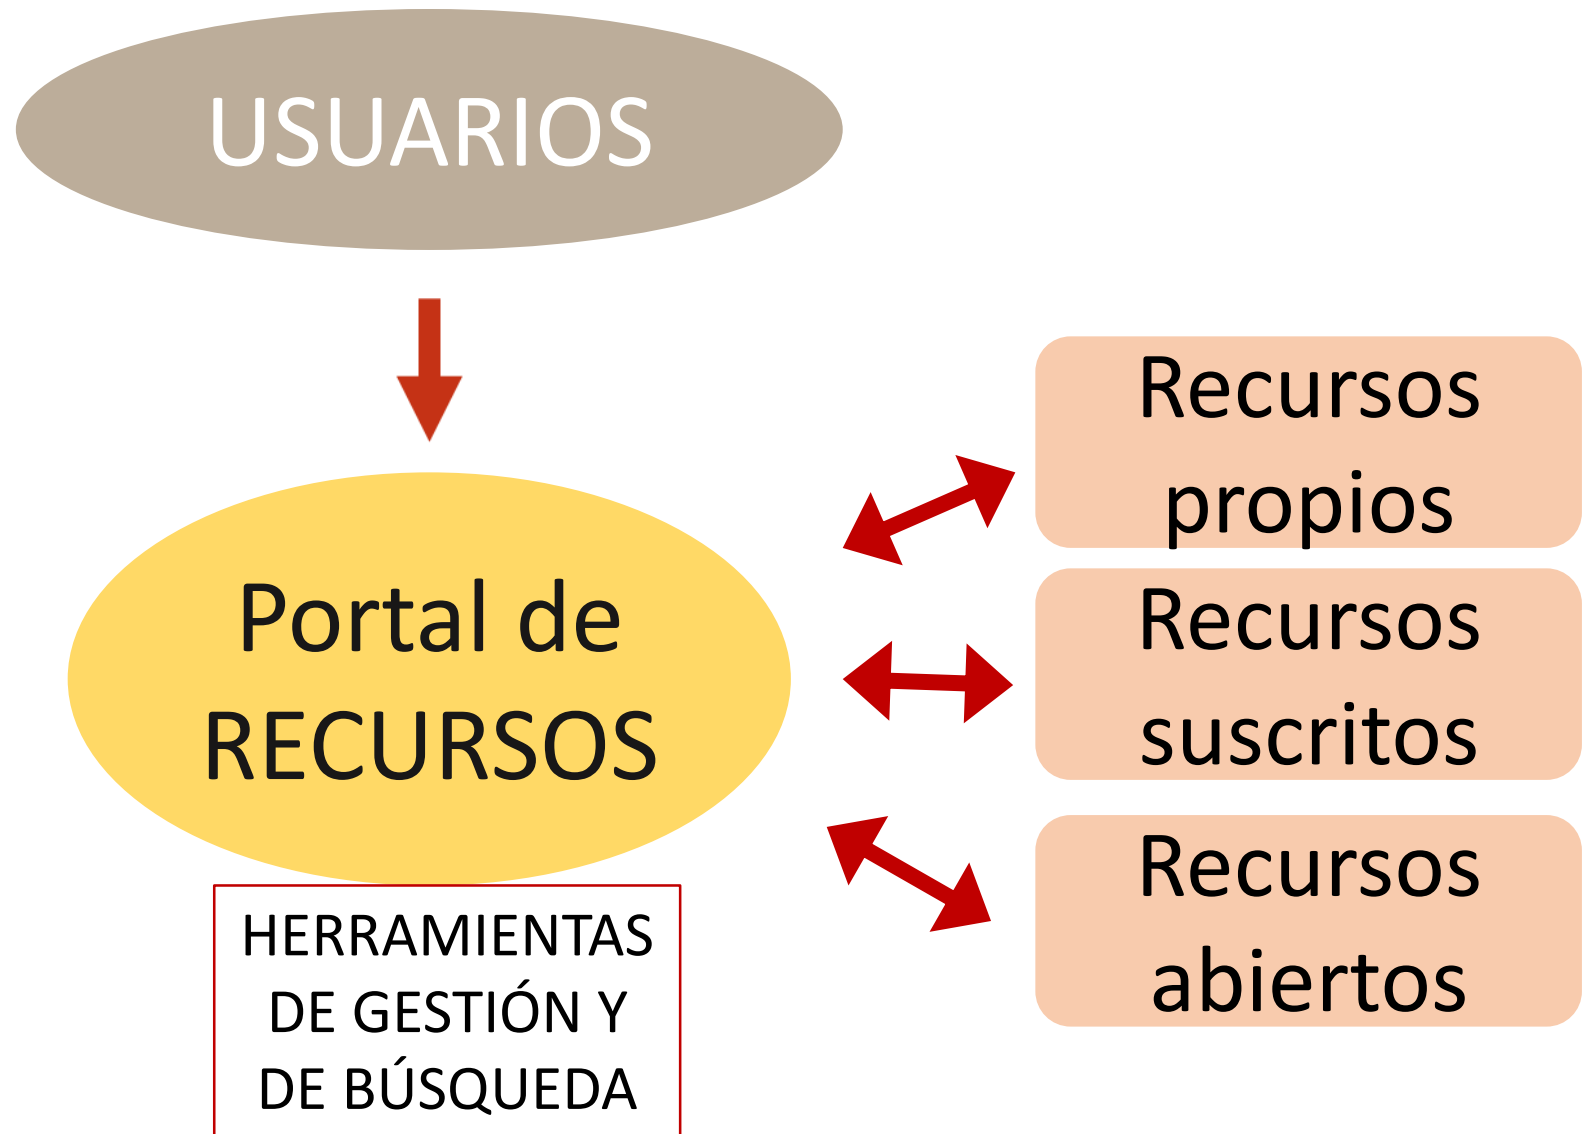 USUARIOS
Portal de
RECURSOS
HERRAMIENTAS
DE GESTIÓN Y
DE BÚSQUEDA
Recursos
propios
Recursos
suscritos
Recursos
abiertos